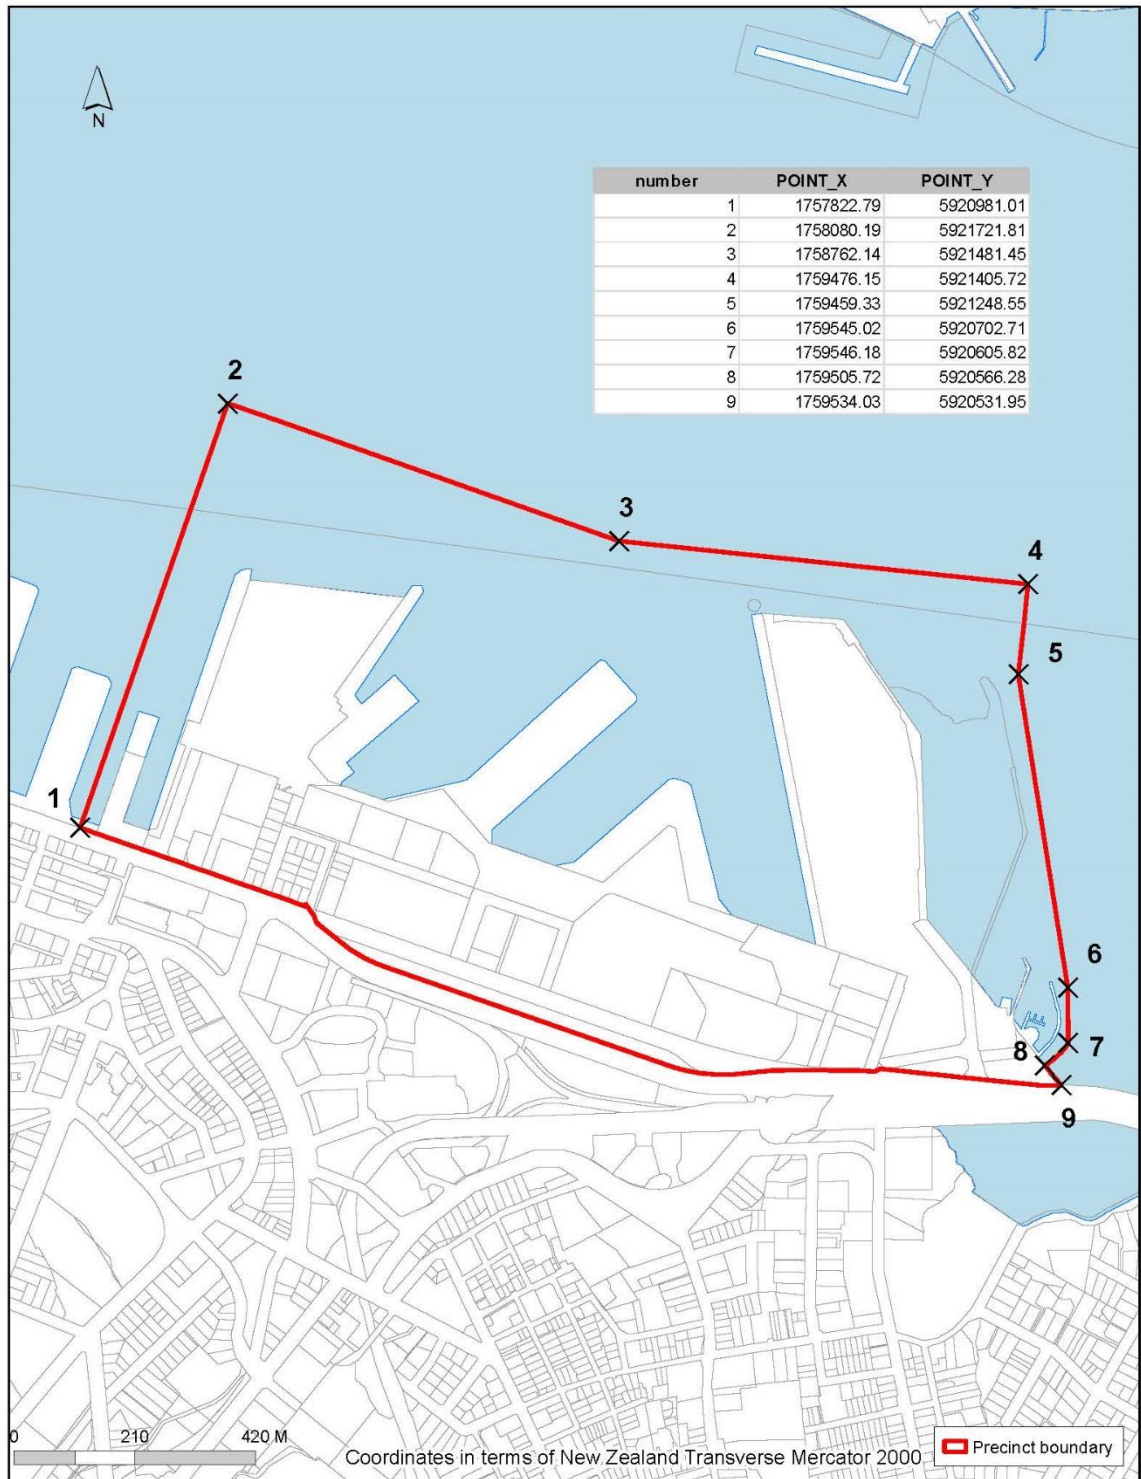 N
number POINT_X POINT_Y
1 1757822.79 5920981.01
2 1758080.19 5921721.81
3 1758762.14 5921481.45
4 1759476.15 5921405.72
5 1759459.33 5921248.55
6 1759545.02 5920702.71
7 1759546.18 5920605.82
8 1759505.72 5920566.28
9 1759534.03 5920531.95
2
3
4
5
1
6
7
8
9
0 210 420 M
Coordinates in terms of New Zealand Transverse Mercator 2000
Precinct boundary